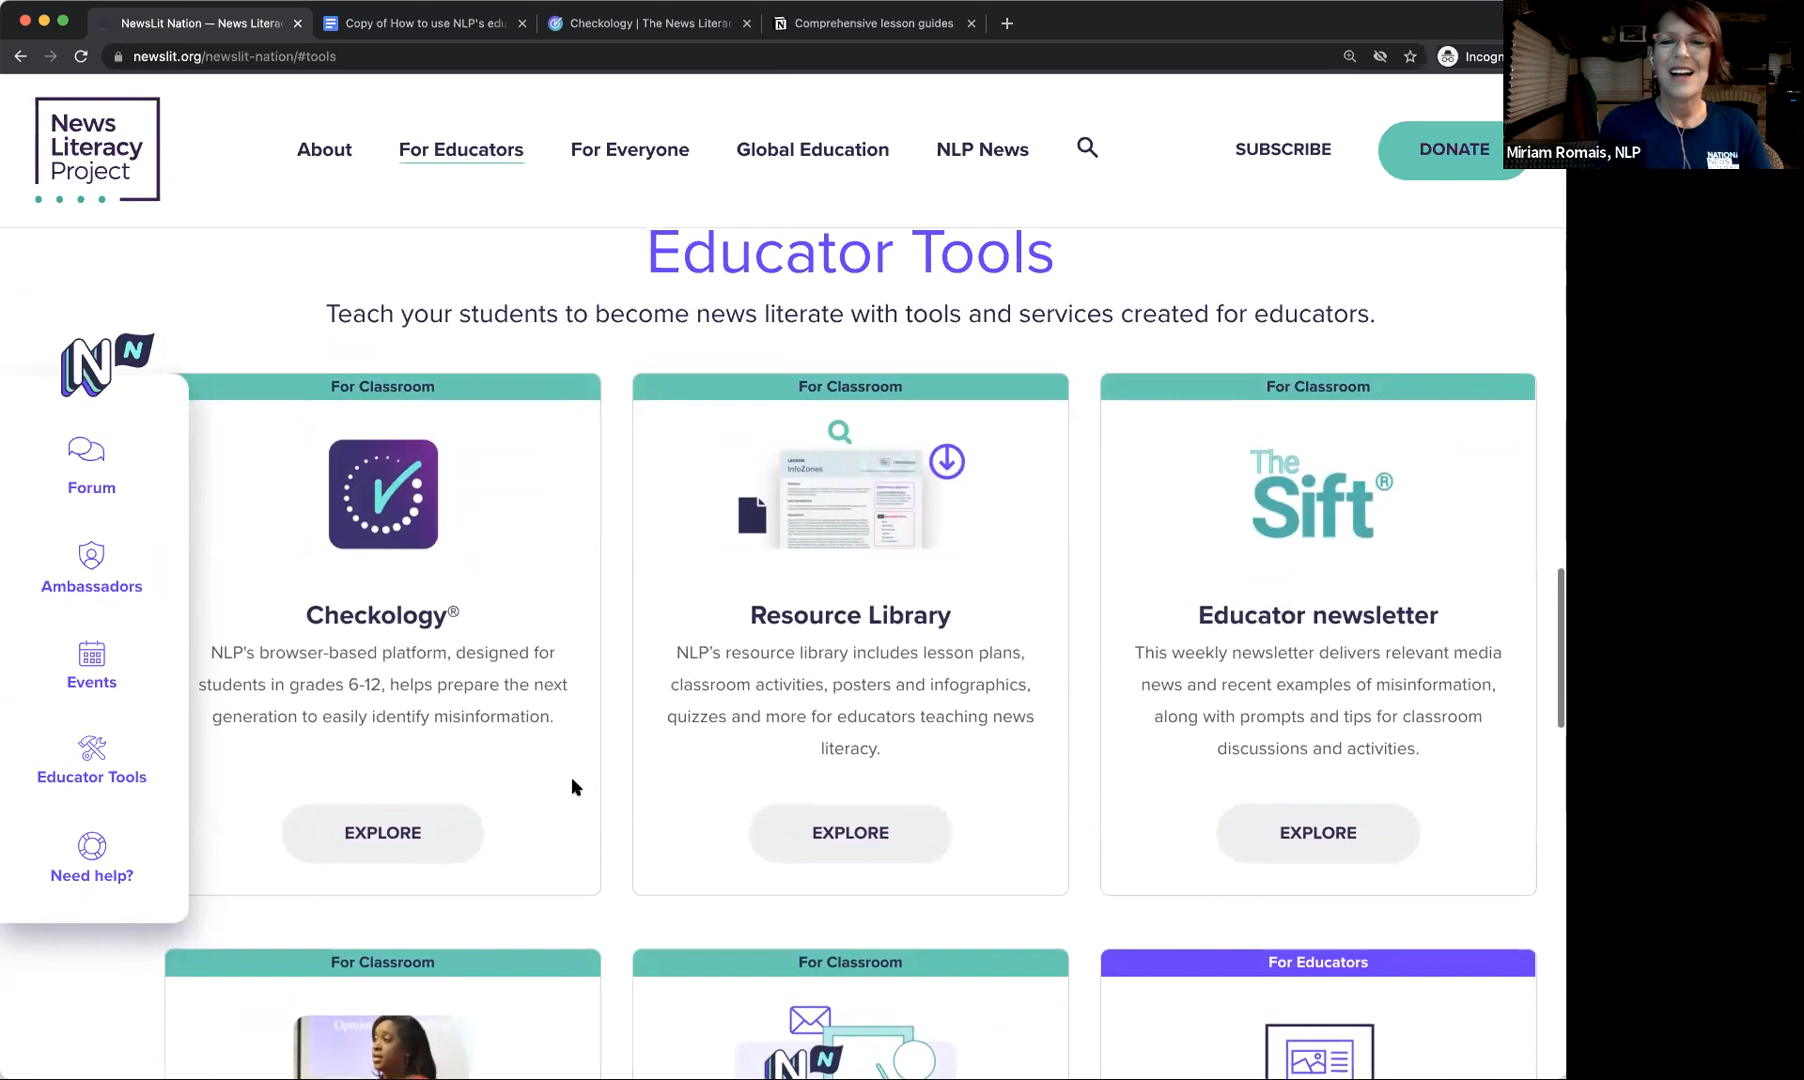 NewsLit Nation — News Litera
Copy of How to use NLP's edu
Checkology | The News Litera
Comprehensive lesson guides
newslit.org/newslit-nation/#tools
Incogn
News
Literacy
Project
About
For Educators
For Everyone
Global Education
NLP News
SUBSCRIBE
DONATE
Miriam Romais, NLP
Educator Tools
Teach your students to become news literate with tools and services created for educators.
Forum
Ambassadors
Events
Educator Tools
Need help?
For Classroom
Checkology®
NLP's browser-based platform, designed for
students in grades 6-12, helps prepare the next
generation to easily identify misinformation.
EXPLORE
For Classroom
InfoZones
Resource Library
NLP’s resource library includes lesson plans,
classroom activities, posters and infographics,
quizzes and more for educators teaching news
literacy.
EXPLORE
For Classroom
The
Sift®
Educator newsletter
This weekly newsletter delivers relevant media
news and recent examples of misinformation,
along with prompts and tips for classroom
discussions and activities.
EXPLORE
For Classroom
For Classroom
For Educators